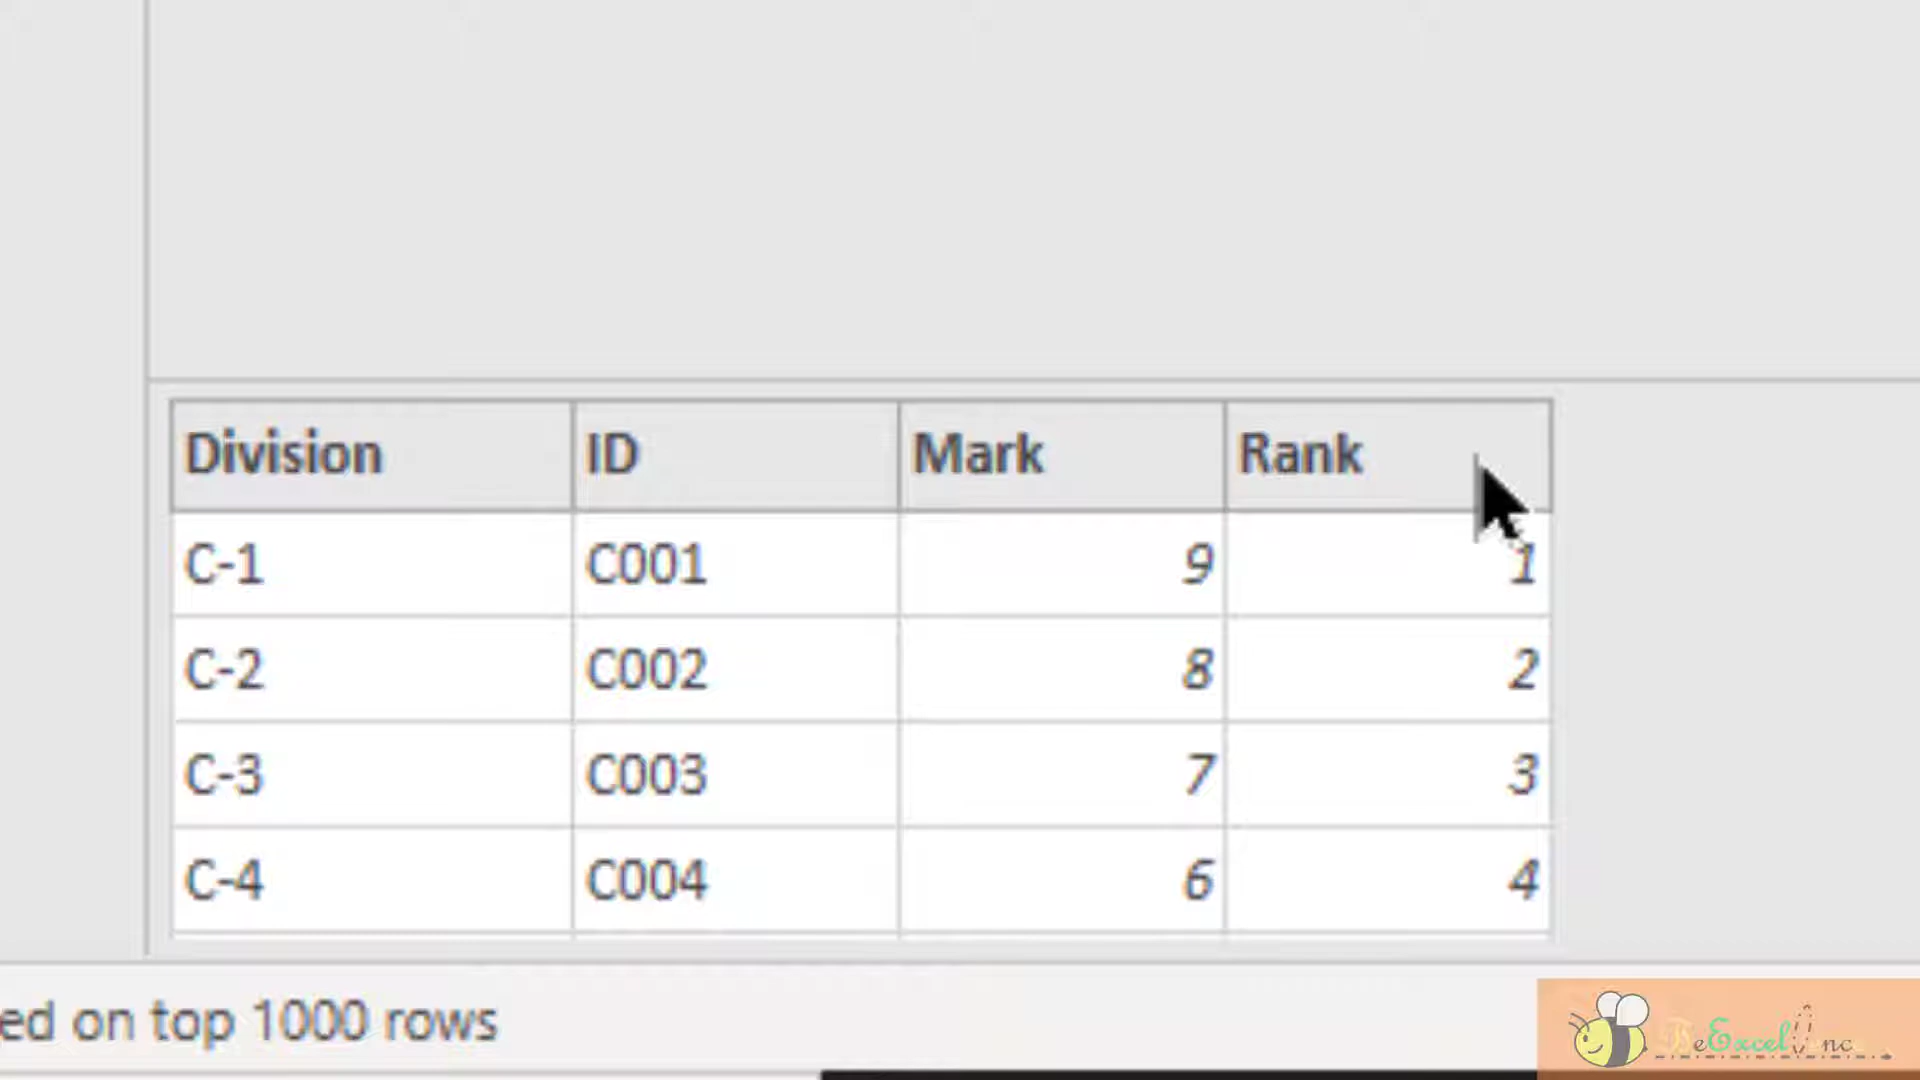 Division ID Mark Rank
C-1 C001 9 1
C-2 C002 8 2
C-3 C003 7 3
C-4 C004 6 4
ed on top 1000 rows